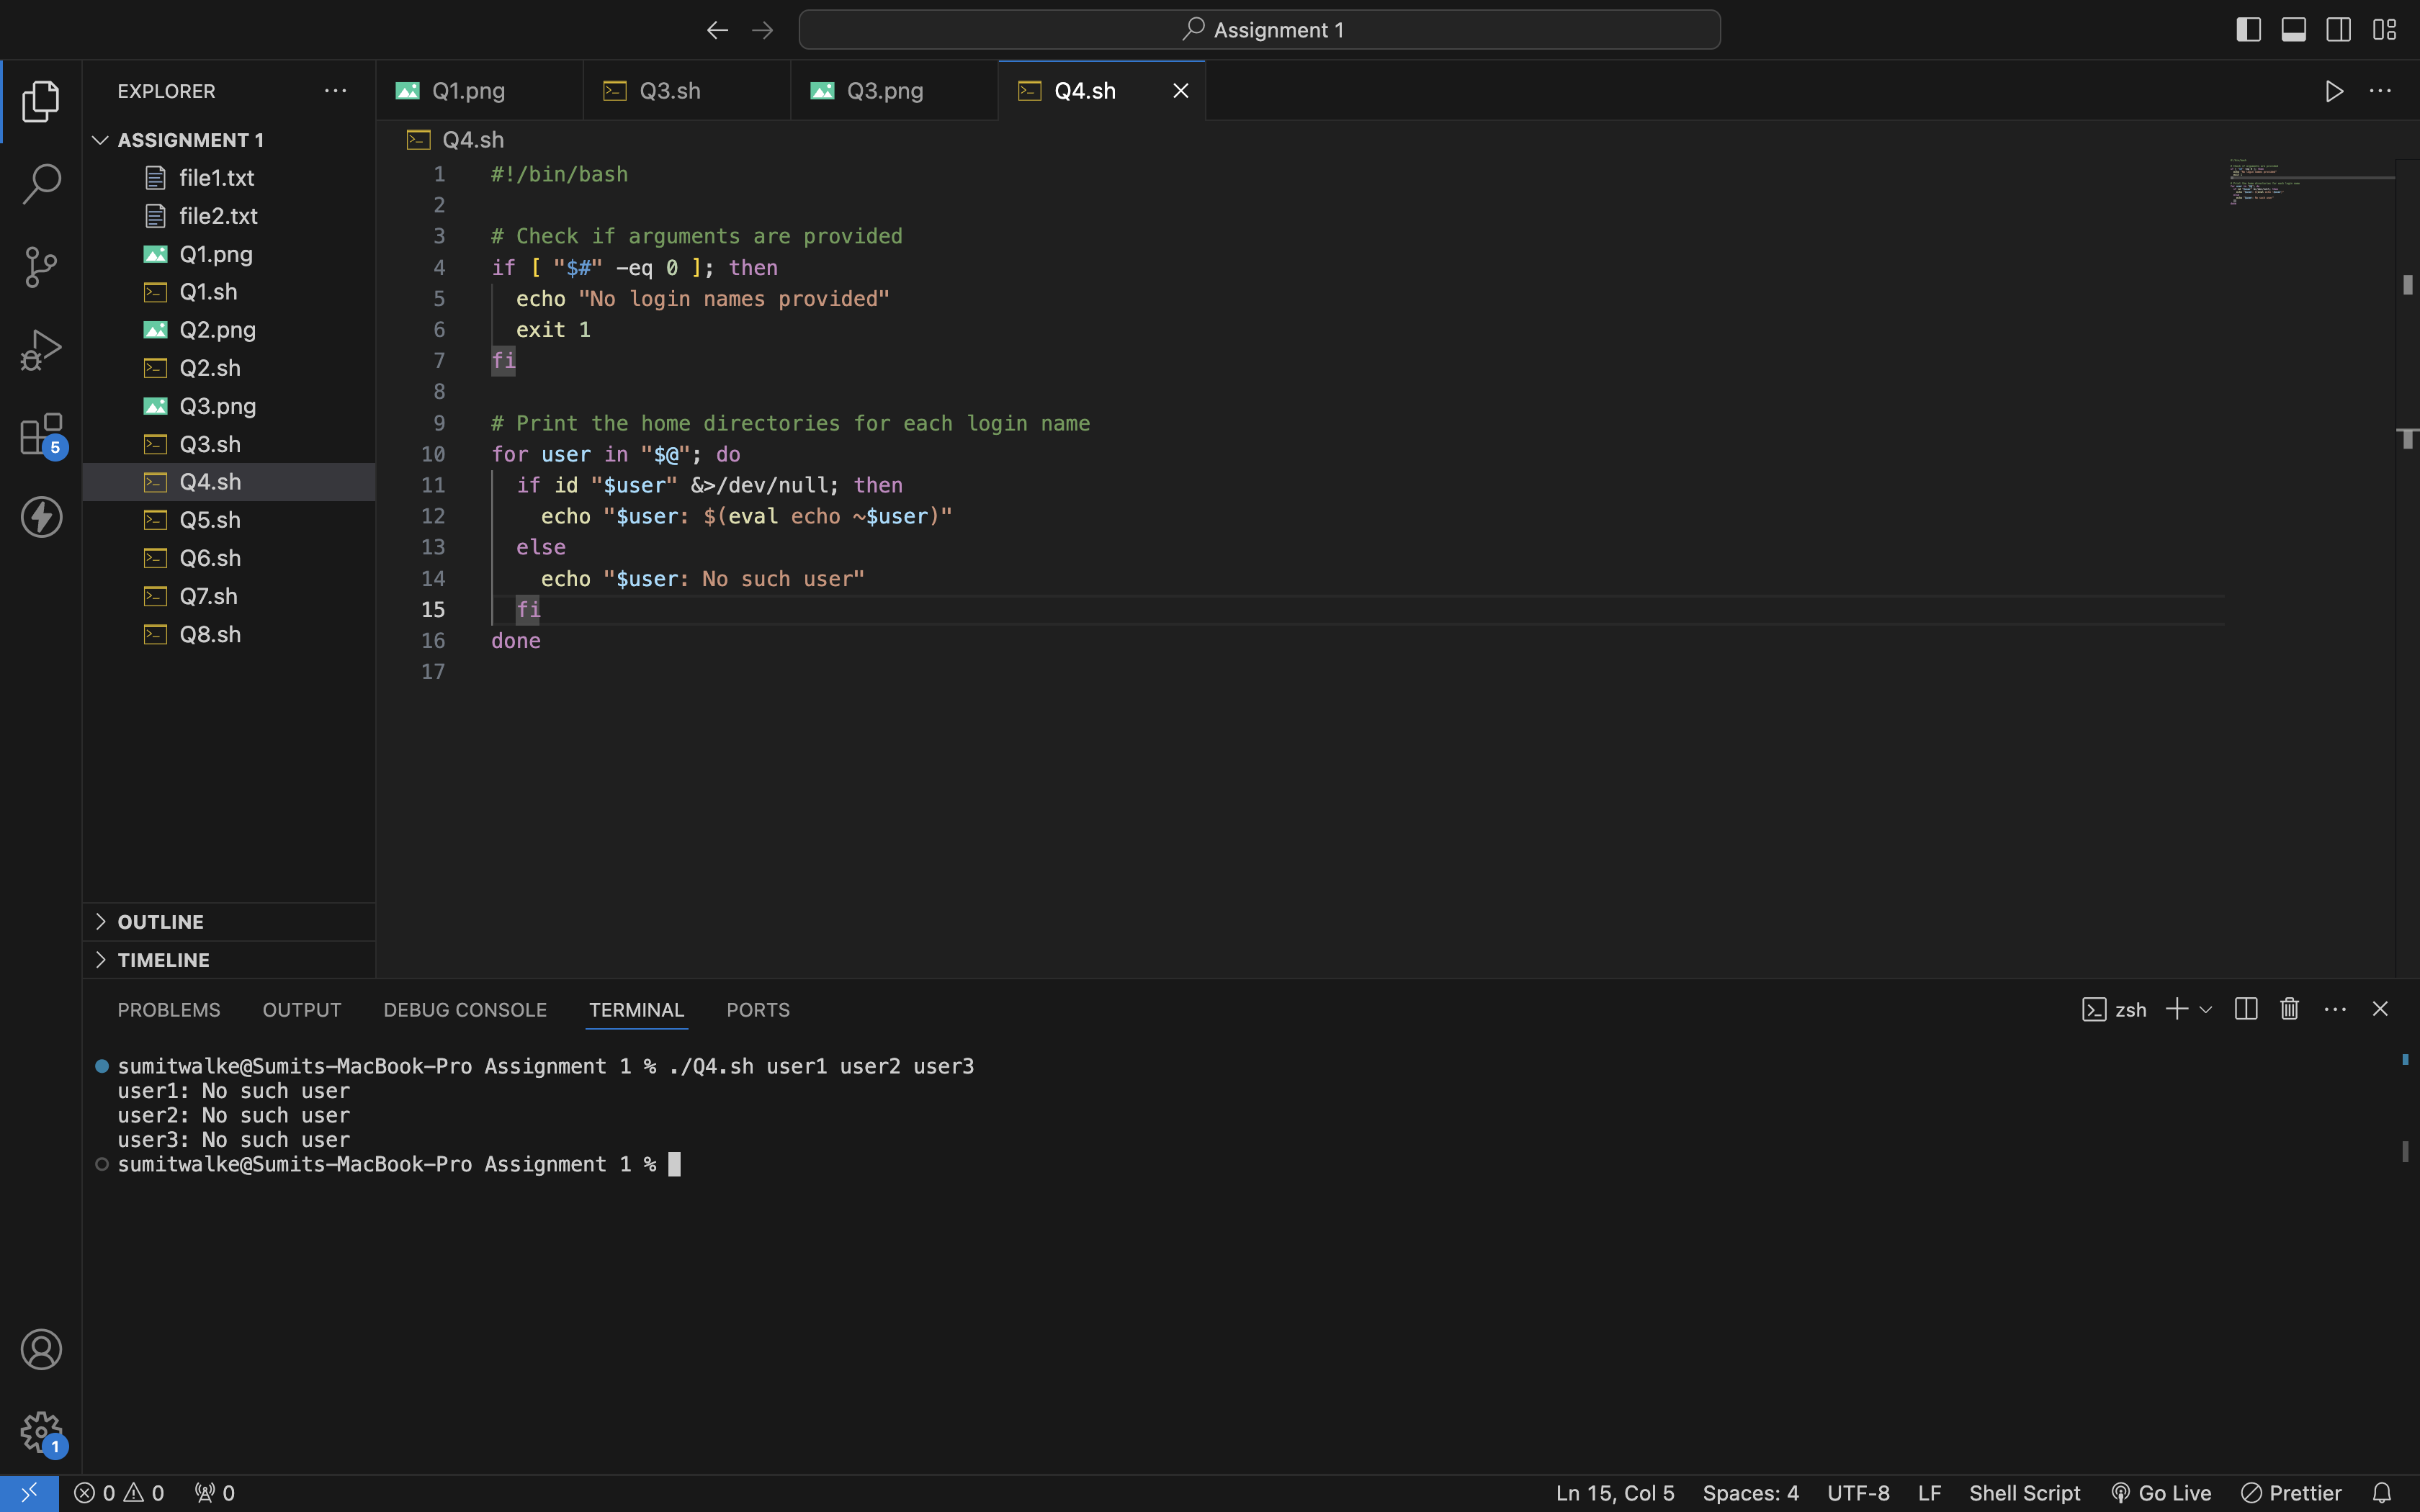 Assignment 1
EXPLORER
ASSIGNMENT 1
file1.txt
file2.txt
Q1.png
Q1.sh
Q2.png
Q2.sh
Q3.png
Q3.sh
Q4.sh
Q5.sh
Q6.sh
Q7.sh
Q8.sh
OUTLINE
TIMELINE
5
1
Q1.png Q3.sh Q3.png Q4.sh
Q4.sh
1 #!/bin/bash
2
3 # Check if arguments are provided
4 if [ "$#" -eq 0 ]; then
5 echo "No login names provided"
6 exit 1
7 fi
8
9 # Print the home directories for each login name
10 for user in "$@"; do
11 if id "$user" &>/dev/null; then
12 echo "$user: $(eval echo ~$user)"
13 else
14 echo "$user: No such user"
15 fi
16 done
17
PROBLEMS OUTPUT DEBUG CONSOLE TERMINAL PORTS zsh
sumitwalke@Sumits-MacBook-Pro Assignment 1 % ./Q4.sh user1 user2 user3
user1: No such user
user2: No such user
user3: No such user
sumitwalke@Sumits-MacBook-Pro Assignment 1 %
0 0 0 Ln 15, Col 5 Spaces: 4 UTF-8 LF Shell Script Go Live Prettier